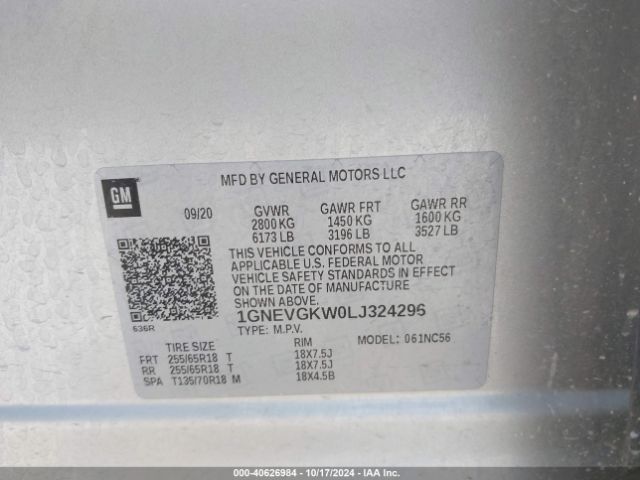 MFD BY GENERAL MOTORS LLC
GM
09/20 GVWR GAWR FRT GAWR RR
2800 KG 1450 KG 1600 KG
6173 LB 3196 LB 3527 LB
THIS VEHICLE CONFORMS TO ALL
APPLICABLE U.S. FEDERAL MOTOR
VEHICLE SAFETY STANDARDS IN EFFECT
ON THE DATE OF MANUFACTURE
SHOWN ABOVE
1GNEVGKW0LJ324296
636R
TYPE: M.P.V.
TIRE SIZE RIM MODEL: 061NC56
FRT 255/65R18 T 18X7.5J
RR 255/65R18 T 18X7.5J
SPA T135/70R18 M 18X4.5B
000-40626984 | 10/17/2024 - IAA Inc.